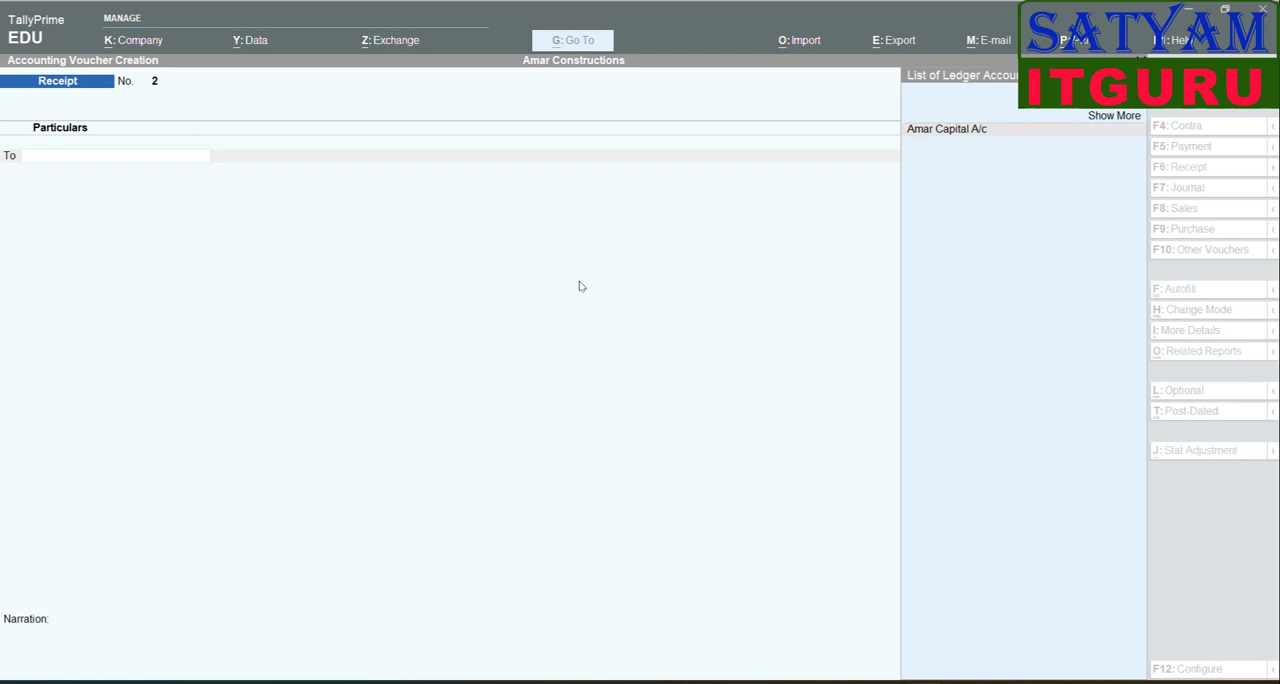 TallyPrime
EDU
MANAGE
K: Company
Y: Data
Z: Exchange
G: Go To
O: Import
E: Export
M: E-mail
SATYAM
ITGURU
Accounting Voucher Creation
Amar Constructions
Receipt No. 2
List of Ledger Accou
Show More
Particulars
Amar Capital A/c
To
F4: Contra
F5: Payment
F6: Receipt
F7: Journal
F8: Sales
F9: Purchase
F10: Other Vouchers
F: Autofill
H: Change Mode
I: More Details
O: Related Reports
L: Optional
T: Post-Dated
J: Stat Adjustment
Narration:
F12: Configure